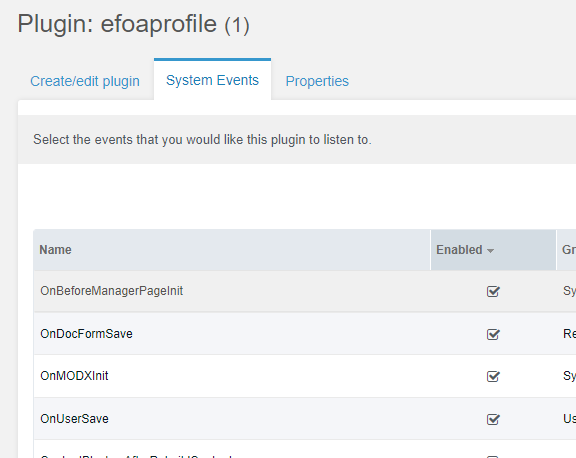 Plugin: efoaprofile (1)
Create/edit plugin System Events Properties
Select the events that you would like this plugin to listen to.
Name Enabled Gr
OnBeforeManagerPageInit Sy
OnDocFormSave Re
OnMODXInit Sy
OnUserSave Us